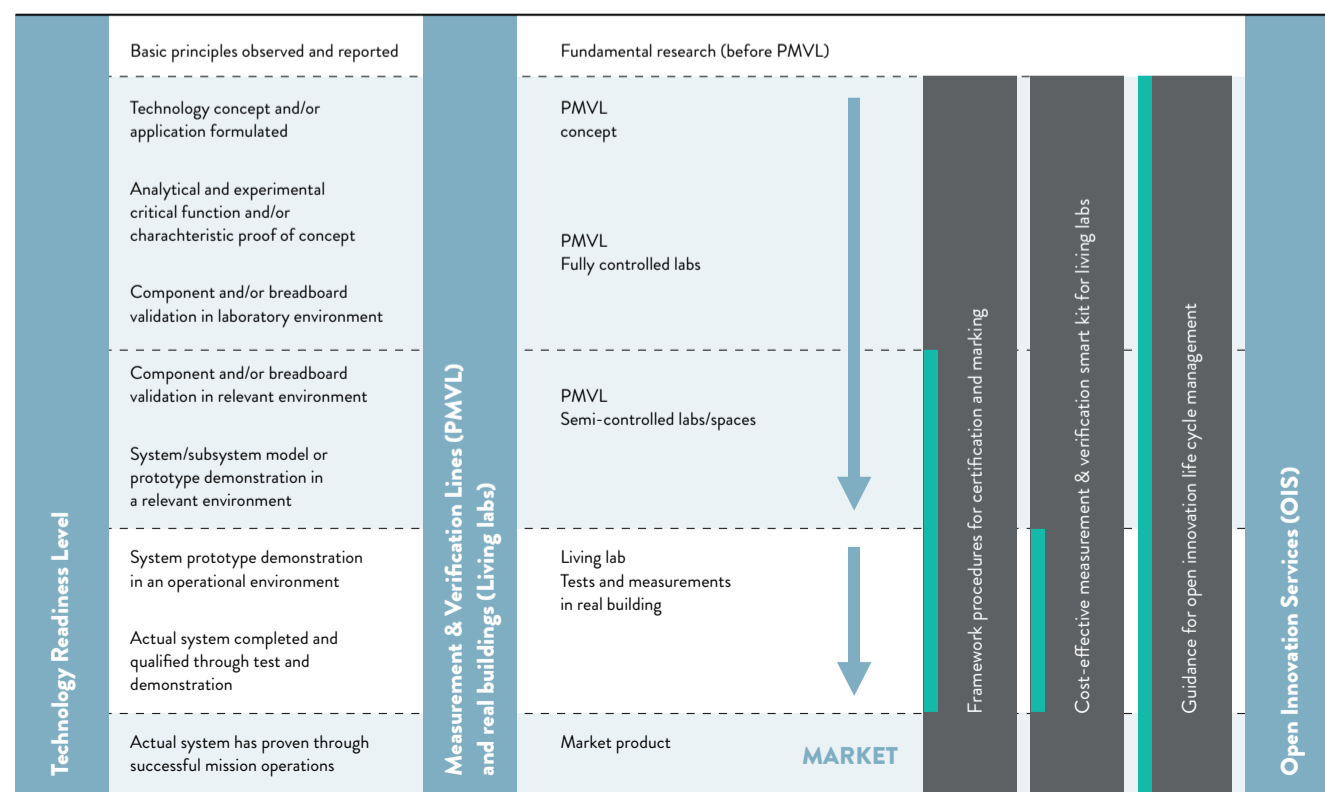 Technology Readiness Level
Basic principles observed and reported
Technology concept and/or
application formulated
Analytical and experimental
critical function and/or
charachteristic proof of concept
Component and/or breadboard
validation in laboratory environment
Component and/or breadboard
validation in relevant environment
System/subsystem model or
prototype demonstration in
a relevant environment
System prototype demonstration
in an operational environment
Actual system completed and
qualified through test and
demonstration
Actual system has proven through
successful mission operations
Measurement & Verification Lines (PMVL)
and real buildings (Living labs)
Fundamental research (before PMVL)
PMVL
concept
PMVL
Fully controlled labs
PMVL
Semi-controlled labs/spaces
Living lab
Tests and measurements
in real building
Market product
MARKET
Framework procedures for certification and marking
Cost-effective measurement & verification smart kit for living labs
Guidance for open innovation life cycle management
Open Innovation Services (OIS)